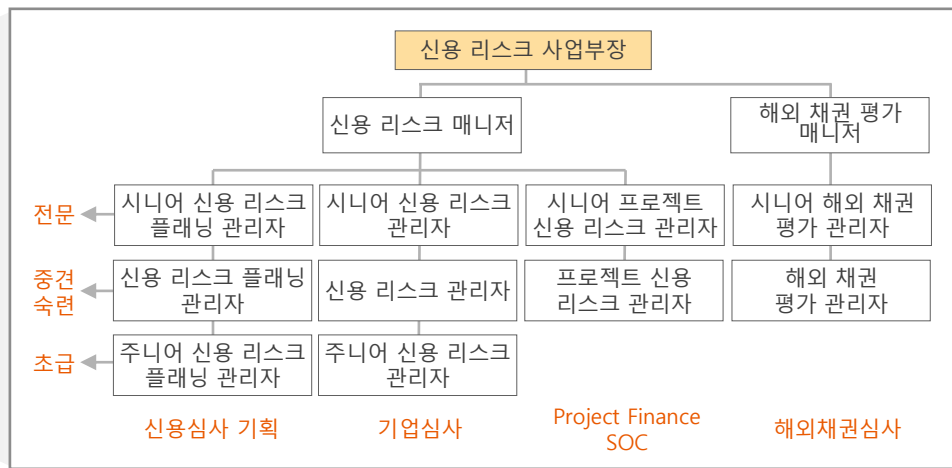 신용 리스크 사업부장
신용 리스크 매니저
해외 채권 평가
매니저
전문
시니어 신용 리스크
플래닝 관리자
시니어 신용 리스크
관리자
시니어 프로젝트
신용 리스크 관리자
시니어 해외 채권
평가 관리자
중견
숙련
신용 리스크 플래닝
관리자
신용 리스크 관리자
프로젝트 신용
리스크 관리자
해외 채권
평가 관리자
초급
주니어 신용 리스크
플래닝 관리자
주니어 신용 리스크
관리자
신용심사 기획
기업심사
Project Finance
SOC
해외채권심사